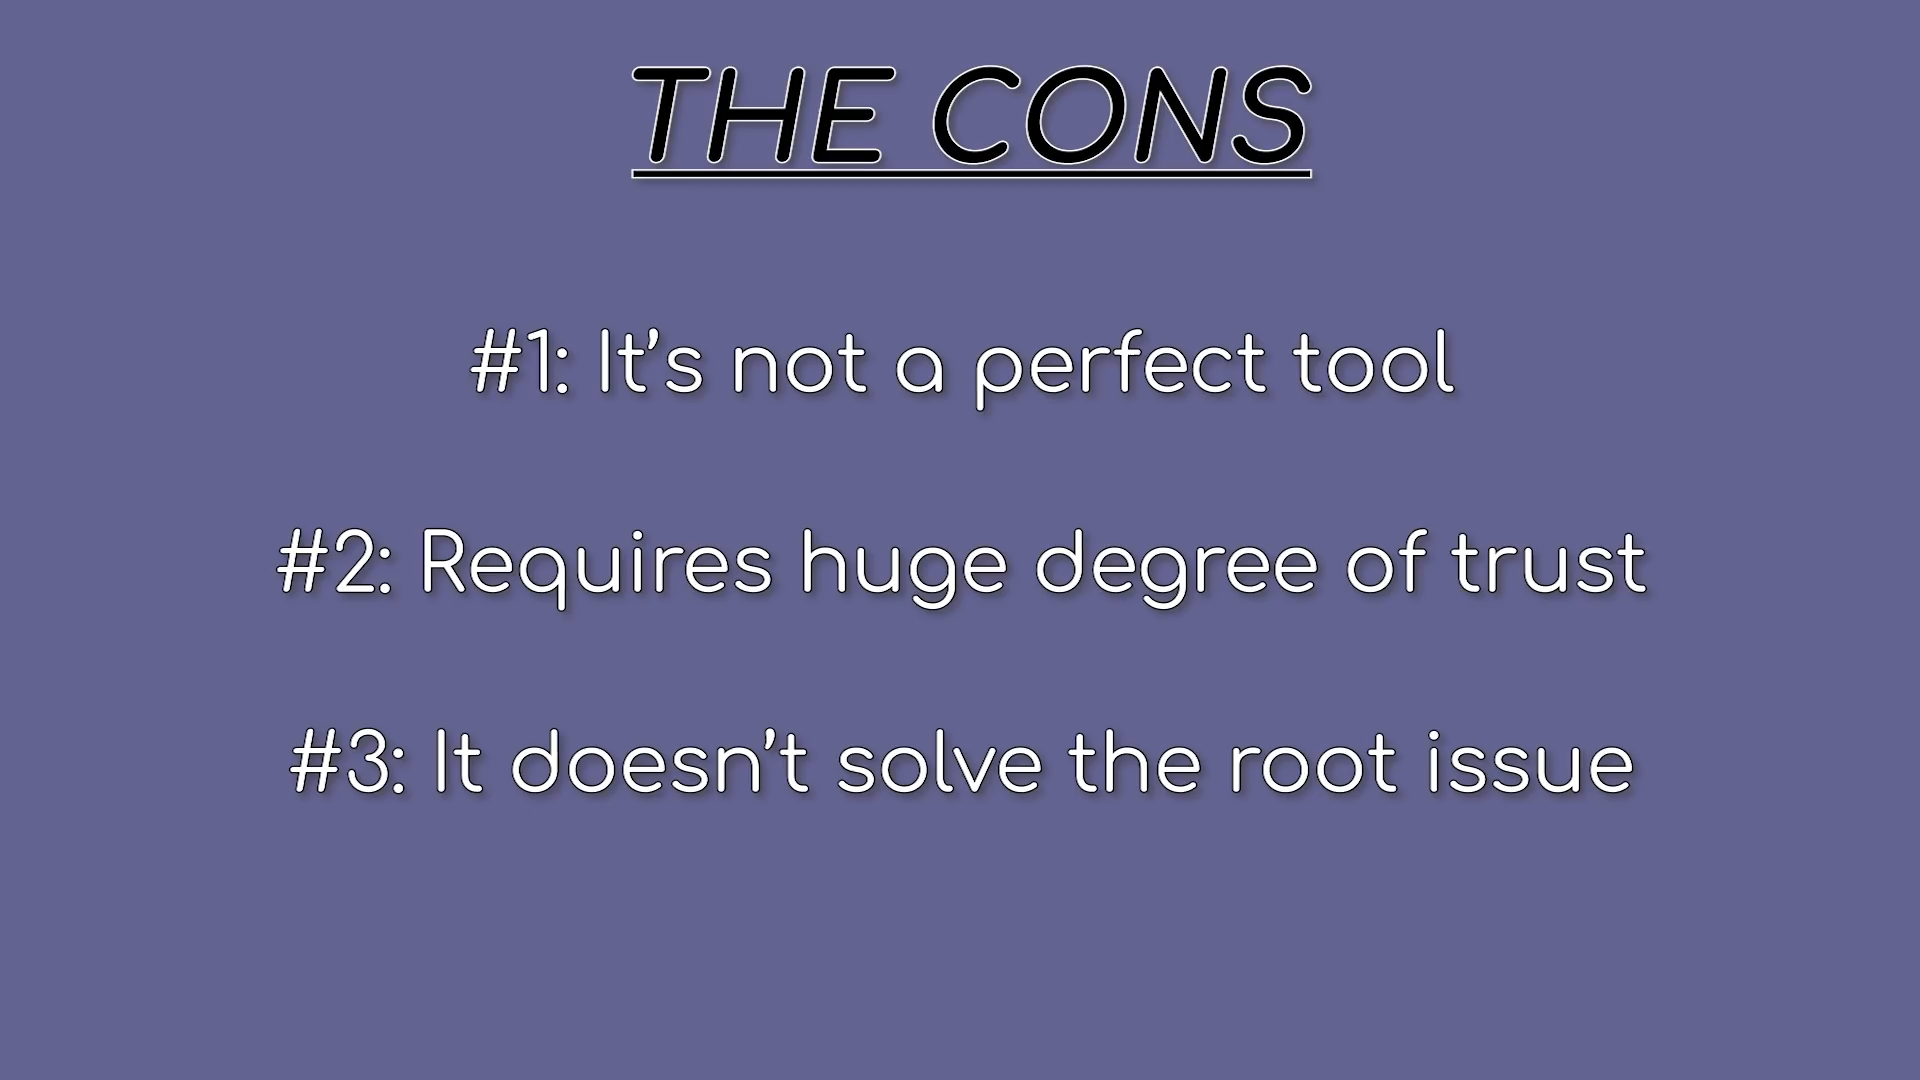 THE CONS
#1: It’s not a perfect tool
#2: Requires huge degree of trust
#3: It doesn’t solve the root issue